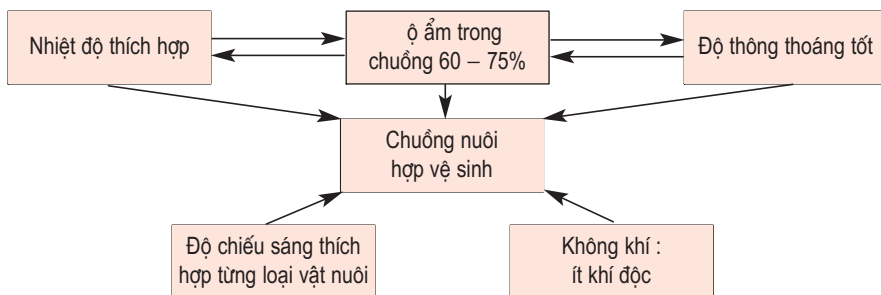 Nhiệt độ thích hợp
ộ ẩm trong
chuồng 60 – 75%
Độ thông thoáng tốt
Chuồng nuôi
hợp vệ sinh
Độ chiếu sáng thích
hợp từng loại vật nuôi
Không khí :
ít khí độc